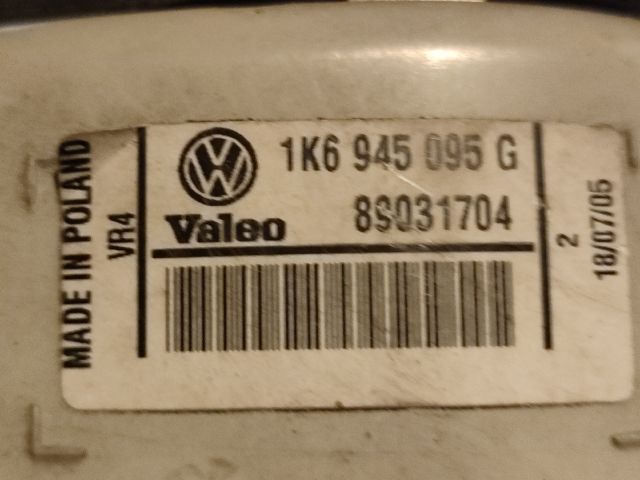 MADE IN POLAND
VR4
1K6 945 095 G
Valeo
89031704
2
18/07/05